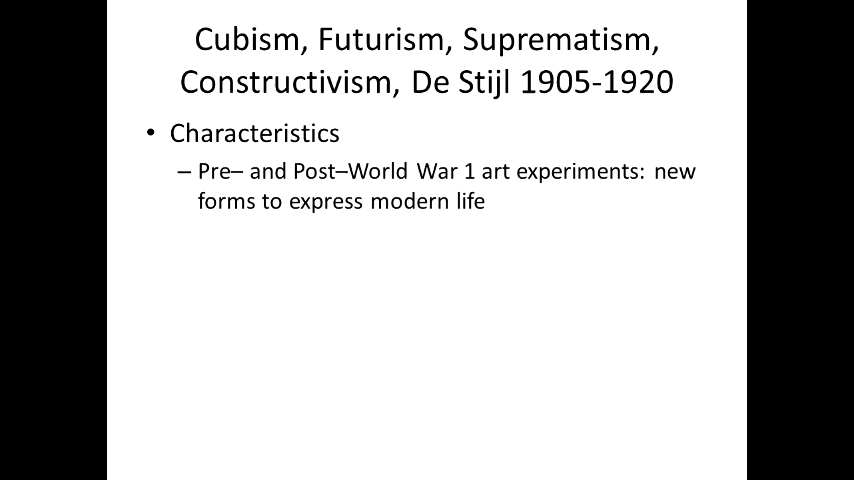 Cubism, Futurism, Suprematism,
Constructivism, De Stijl 1905-1920
• Characteristics
– Pre– and Post–World War 1 art experiments: new
forms to express modern life